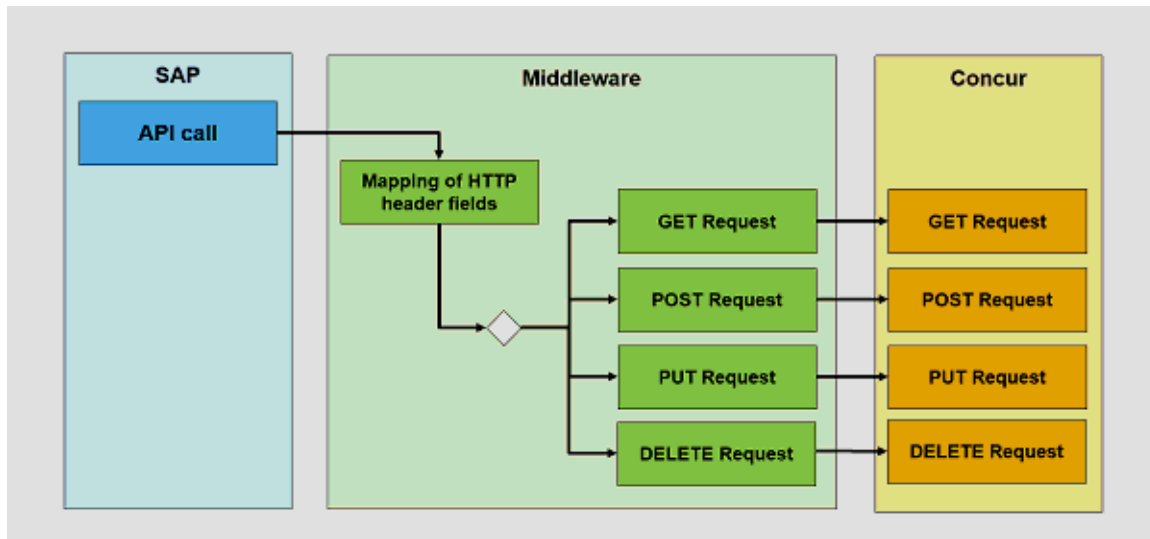 SAP
Middleware
Concur
API call
Mapping of HTTP
header fields
GET Request
GET Request
POST Request
POST Request
PUT Request
PUT Request
DELETE Request
DELETE Request